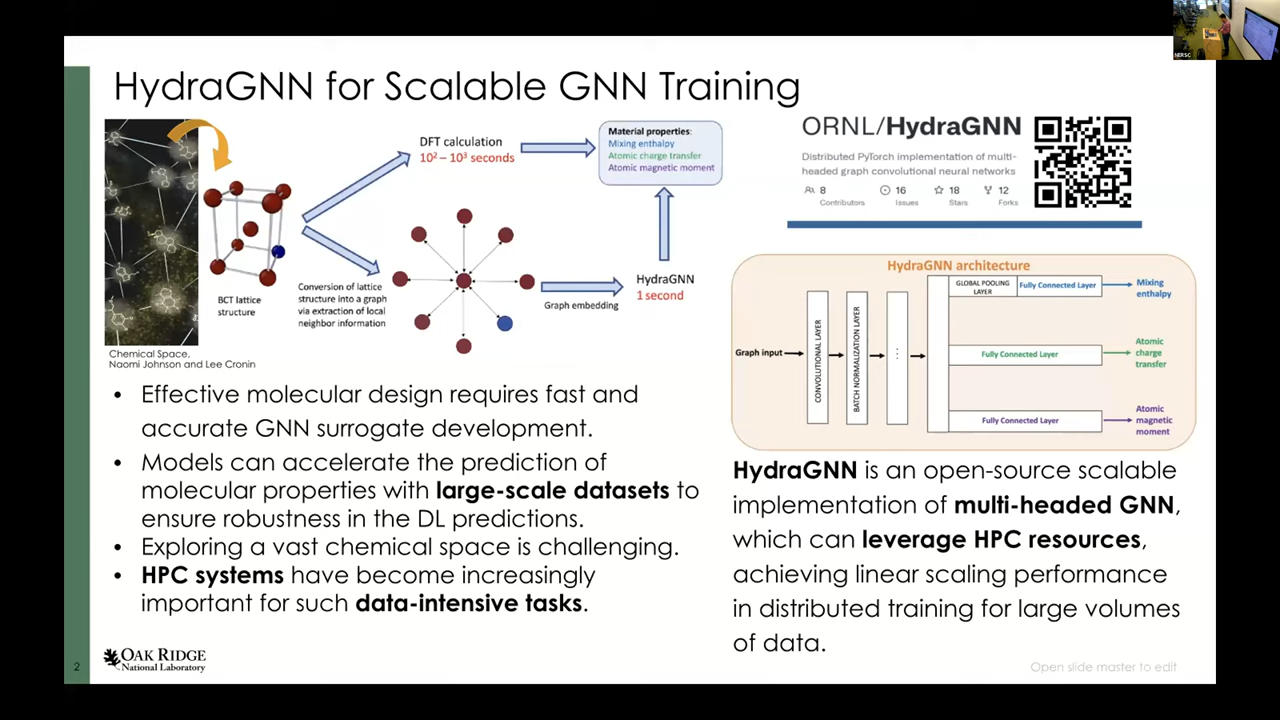 HydraGNN for Scalable GNN Training
DFT calculation
10² – 10³ seconds
Material properties:
Mixing enthalpy
Atomic charge transfer
Atomic magnetic moment
BCT lattice
structure
Conversion of lattice
structure into a graph
via extraction of local
neighbor information
Graph embedding
HydraGNN
1 second
Chemical Space,
Naomi Johnson and Lee Cronin
• Effective molecular design requires fast and
accurate GNN surrogate development.
• Models can accelerate the prediction of
molecular properties with large-scale datasets to
ensure robustness in the DL predictions.
• Exploring a vast chemical space is challenging.
• HPC systems have become increasingly
important for such data-intensive tasks.
ORNL/HydraGNN
Distributed PyTorch implementation of multi-
headed graph convolutional neural networks
8
Contributors
16
Issues
18
Stars
12
Forks
HydraGNN architecture
Graph input
CONVOLUTIONAL LAYER
BATCH NORMALIZATION LAYER
...
GLOBAL POOLING
LAYER
Fully Connected Layer
Mixing
enthalpy
Fully Connected Layer
Atomic
charge
transfer
Fully Connected Layer
Atomic
magnetic
moment
HydraGNN is an open-source scalable
implementation of multi-headed GNN,
which can leverage HPC resources,
achieving linear scaling performance
in distributed training for large volumes
of data.
2
OAK RIDGE
National Laboratory
Open slide master to edit
NERSC